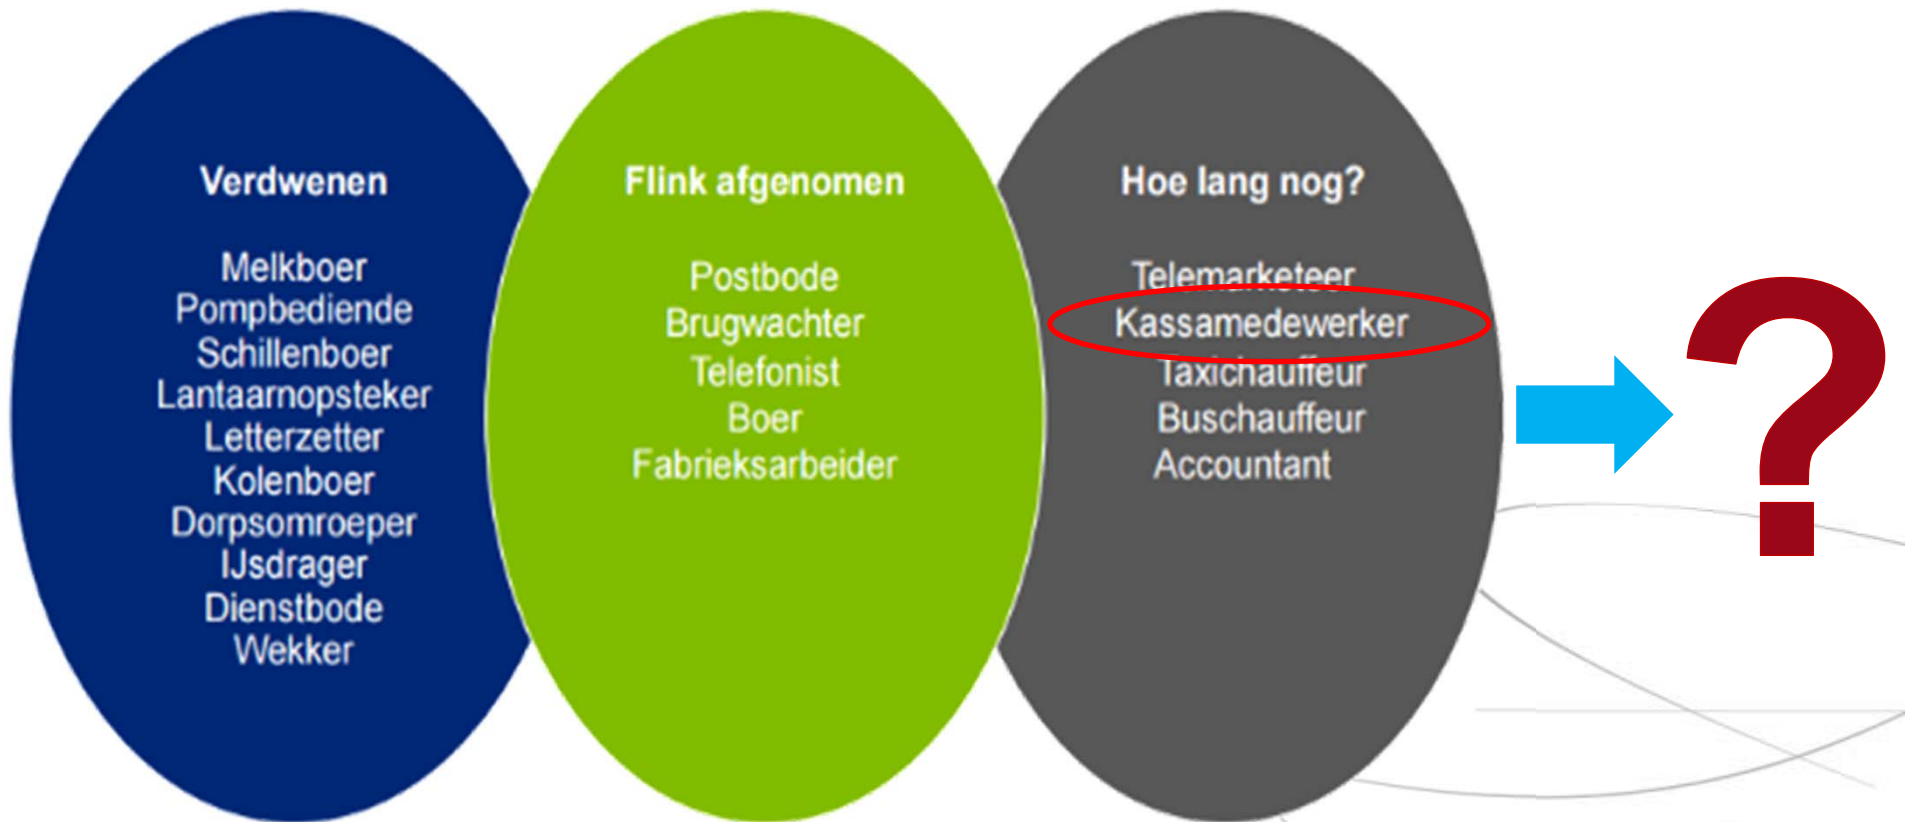 Verdwenen
Melkboer
Pompbediende
Schillenboer
Lantaarnopsteker
Letterzetter
Kolenboer
Dorpsomroeper
IJsdrager
Dienstbode
Wekker
Flink afgenomen
Postbode
Brugwachter
Telefonist
Boer
Fabrieksarbeider
Hoe lang nog?
Telemarketeer
Kassamedewerker
Taxichauffeur
Buschauffeur
Accountant
?